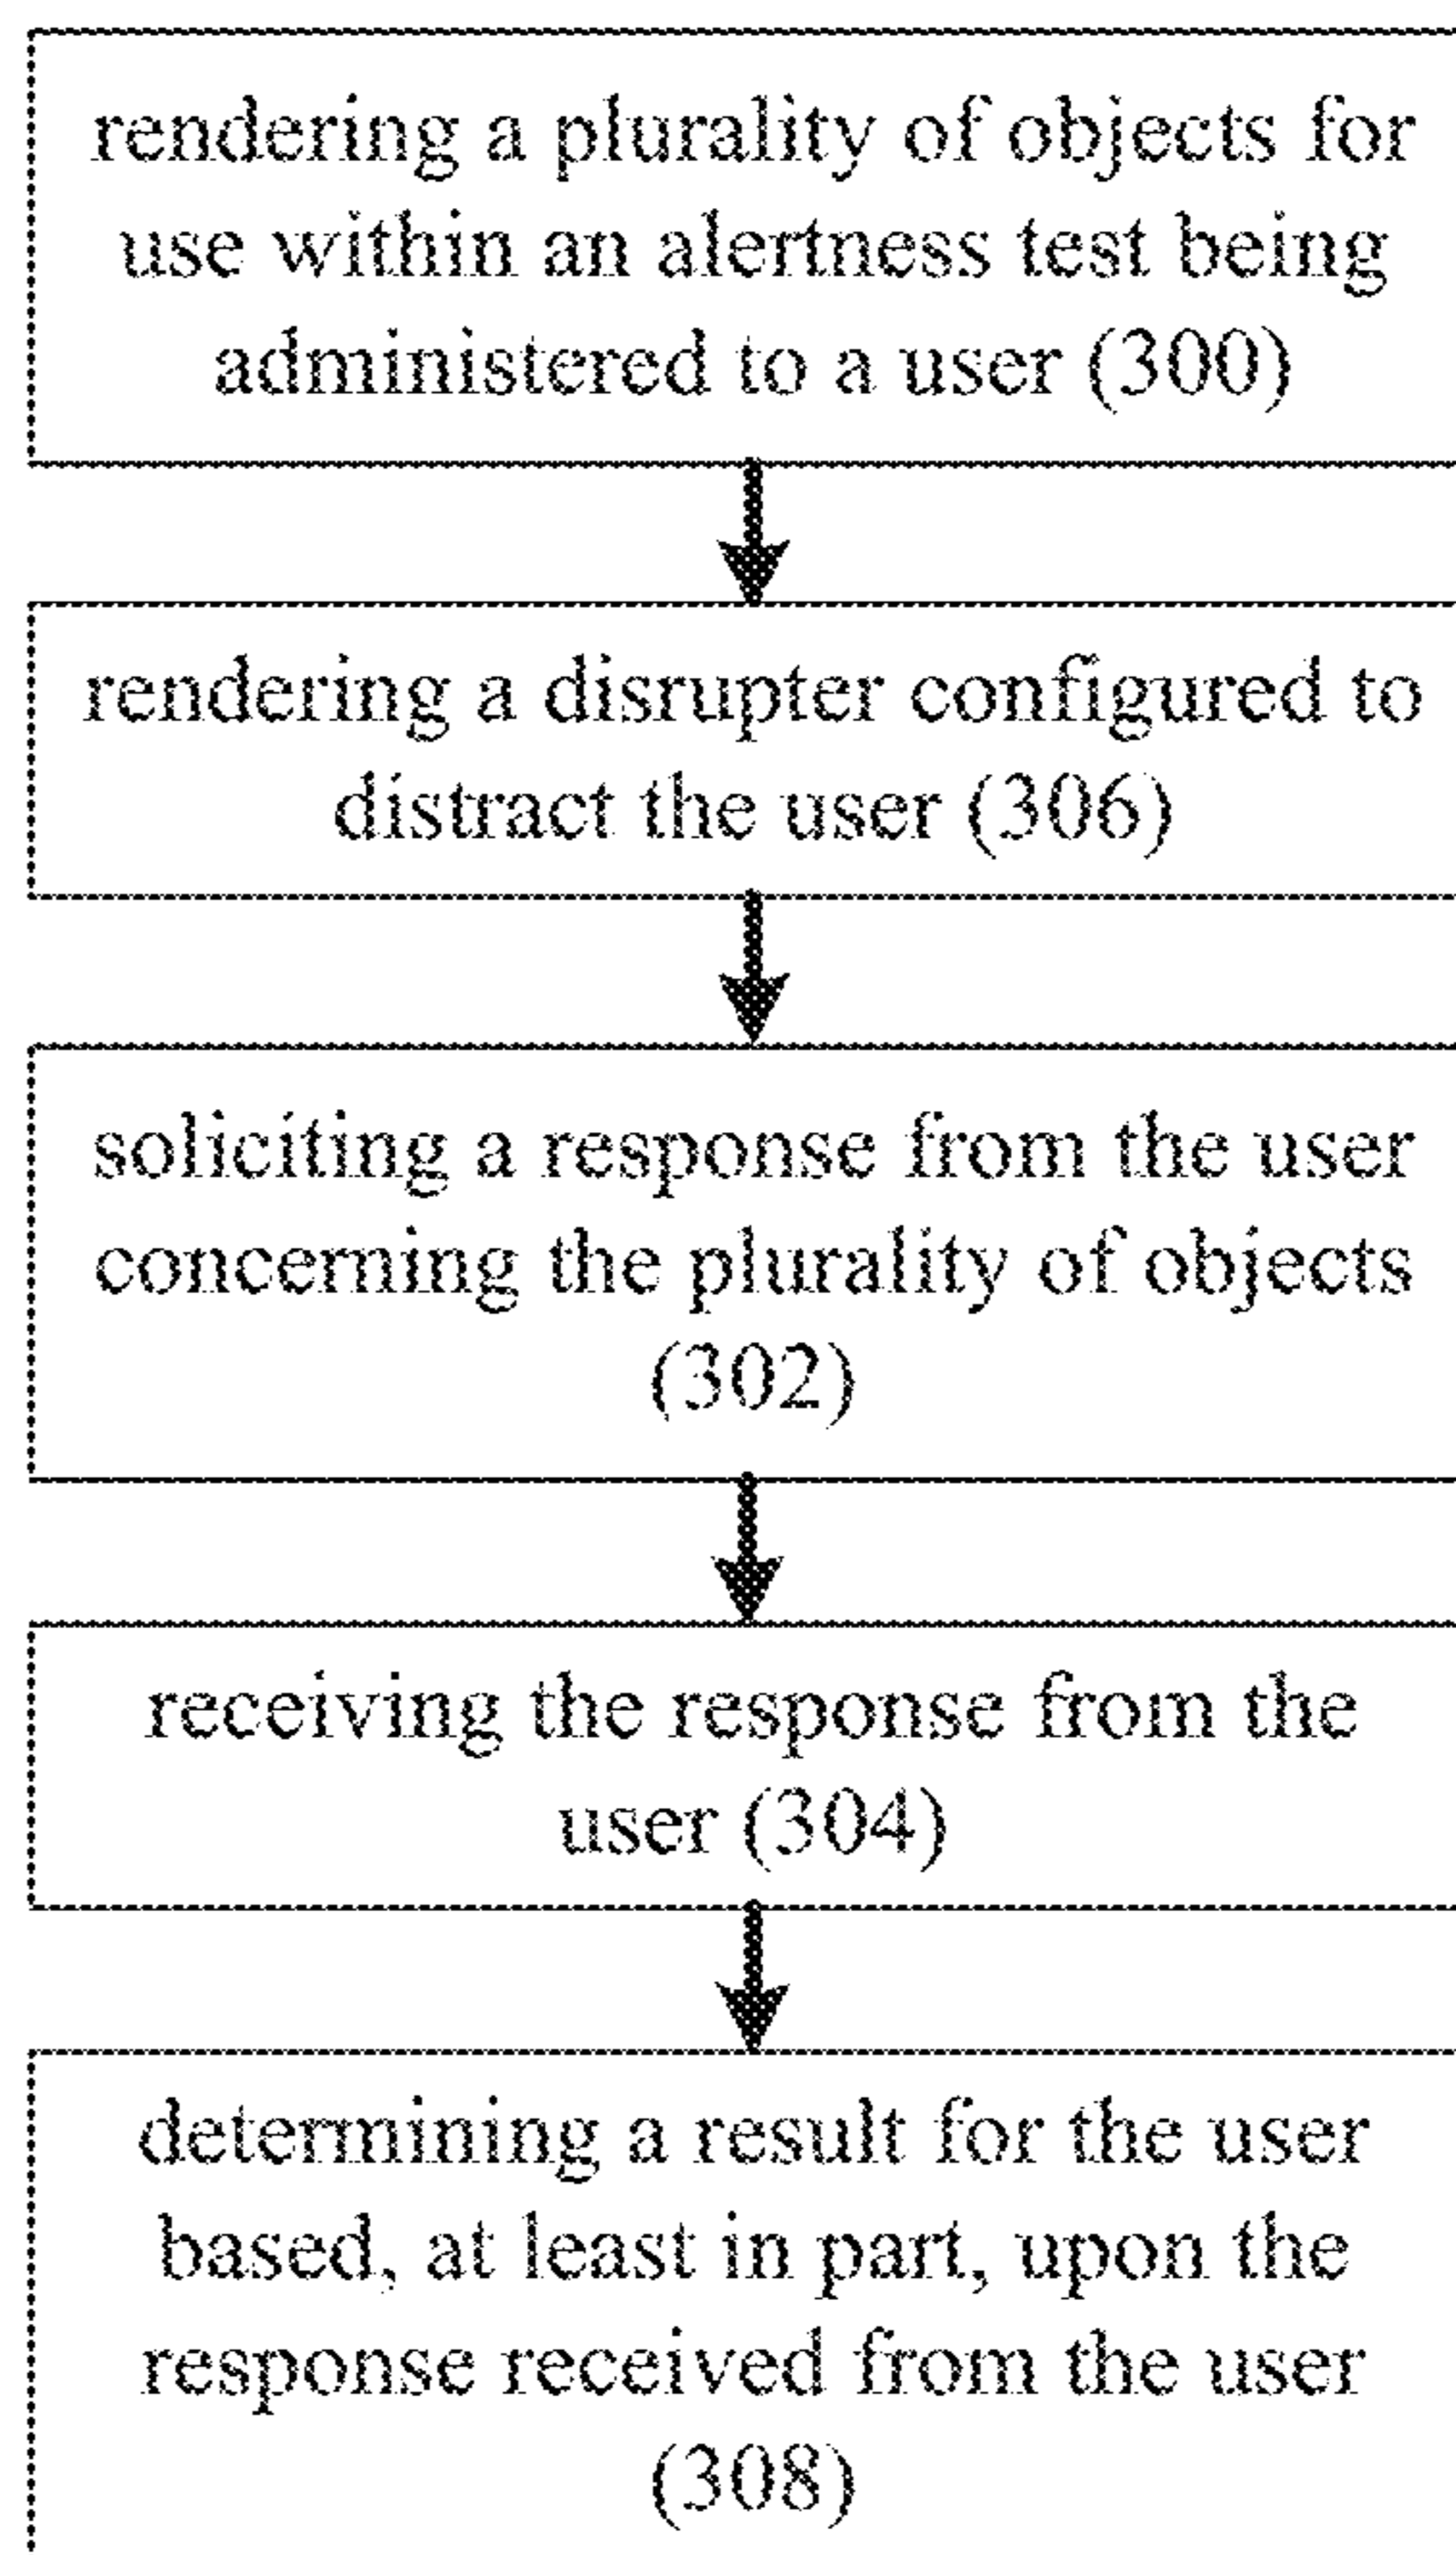 rendering a plurality of objects for
use within an alertness test being
administered to a user (300)
rendering a disrupter configured to
distract the user (306)
soliciting a response from the user
concerning the plurality of objects
(302)
receiving the response from the
user (304)
determining a result for the user
based, at least in part, upon the
response received from the user
(308)